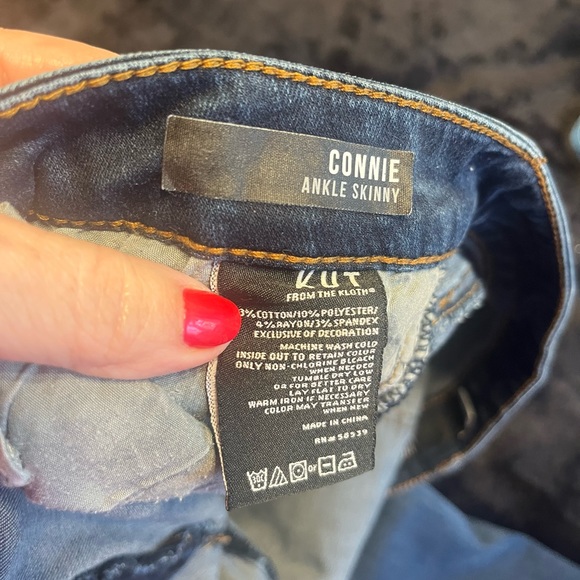 CONNIE
ANKLE SKINNY
KUT
FROM THE KLOTH®
3% COTTON/10% POLYESTER/
4% RAYON/3% SPANDEX
EXCLUSIVE OF DECORATION
MACHINE WASH COLD
INSIDE OUT TO RETAIN COLOR
ONLY NON-CHLORINE BLEACH
WHEN NEEDED
TUMBLE DRY LOW
OR FOR BETTER CARE
LAY FLAT TO DRY
WARM IRON IF NECESSARY
COLOR MAY TRANSFER
WHEN NEW
MADE IN CHINA
RN# 58539
30C
or